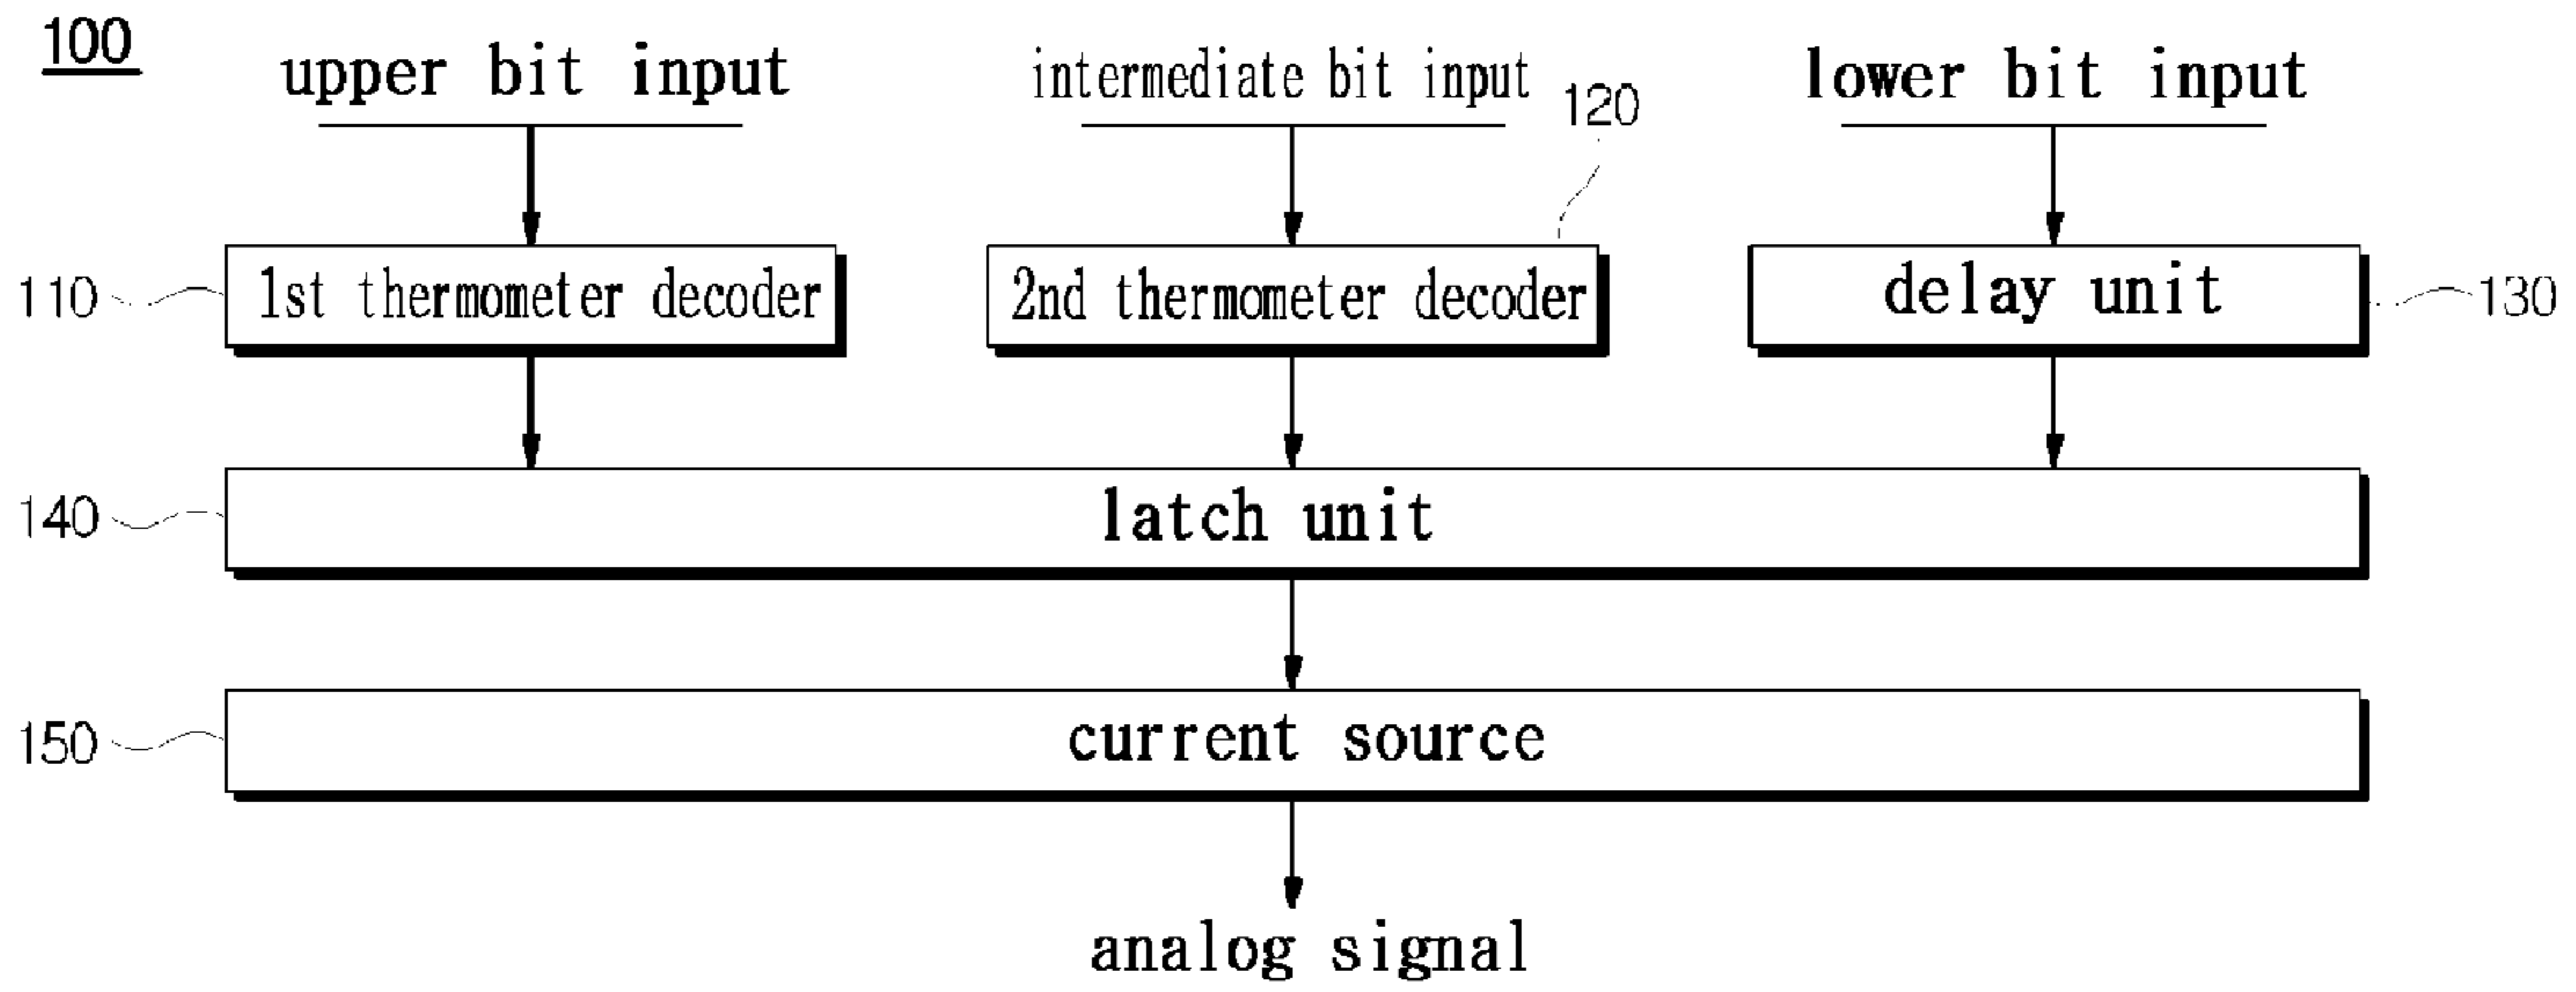 100
upper bit input
intermediate bit input
lower bit input
120
110
1st thermometer decoder
2nd thermometer decoder
delay unit
130
140
latch unit
150
current source
analog signal